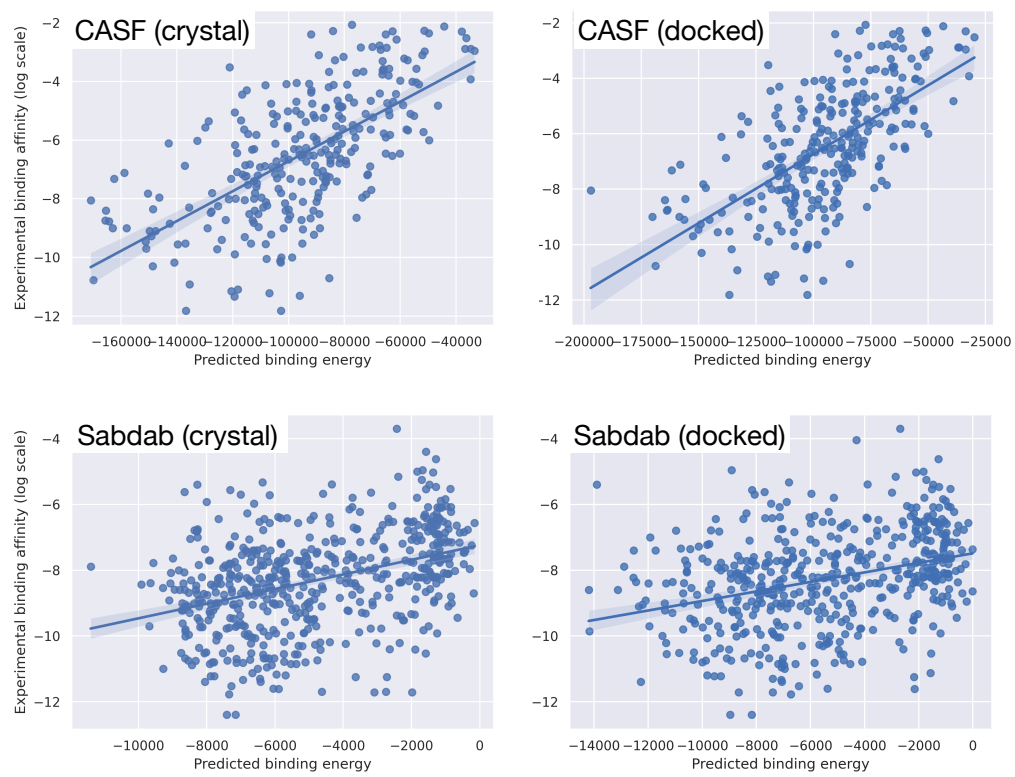 CASF (crystal)
Experimental binding affinity (log scale)
−2
−4
−6
−8
−10
−12
−160000 −140000 −120000 −100000 −80000 −60000 −40000
Predicted binding energy
CASF (docked)
−2
−4
−6
−8
−10
−12
−200000 −175000 −150000 −125000 −100000 −75000 −50000 −25000
Predicted binding energy
Sabdab (crystal)
Experimental binding affinity (log scale)
−4
−6
−8
−10
−12
−10000 −8000 −6000 −4000 −2000 0
Predicted binding energy
Sabdab (docked)
−4
−6
−8
−10
−12
−14000 −12000 −10000 −8000 −6000 −4000 −2000 0
Predicted binding energy